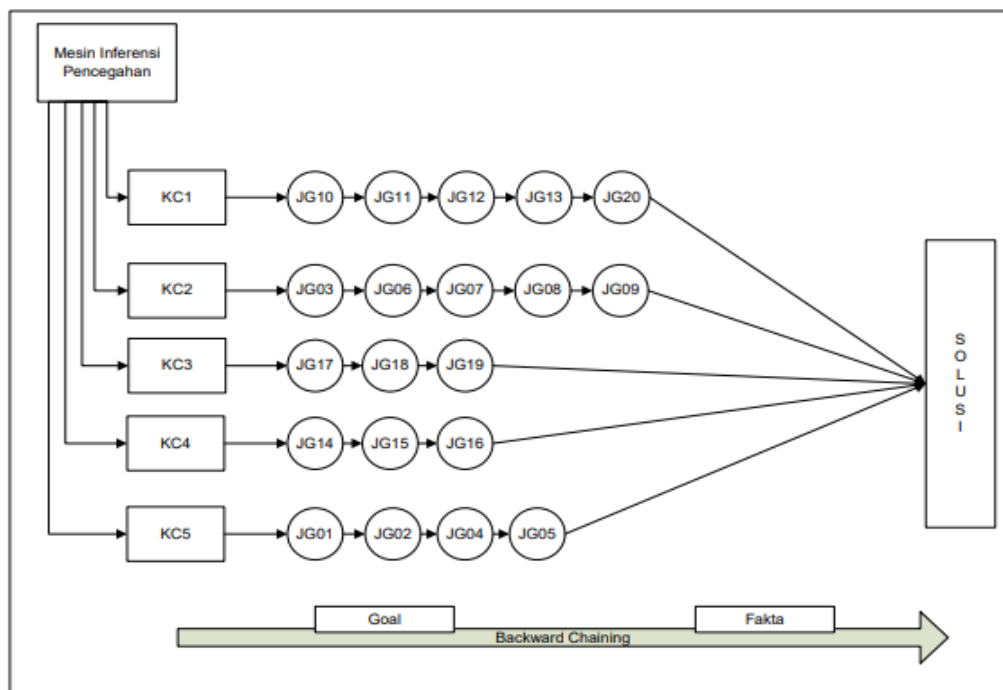 Mesin Inferensi
Pencegahan
KC1
JG10
JG11
JG12
JG13
JG20
KC2
JG03
JG06
JG07
JG08
JG09
KC3
JG17
JG18
JG19
KC4
JG14
JG15
JG16
KC5
JG01
JG02
JG04
JG05
S
O
L
U
S
I
Goal
Fakta
Backward Chaining